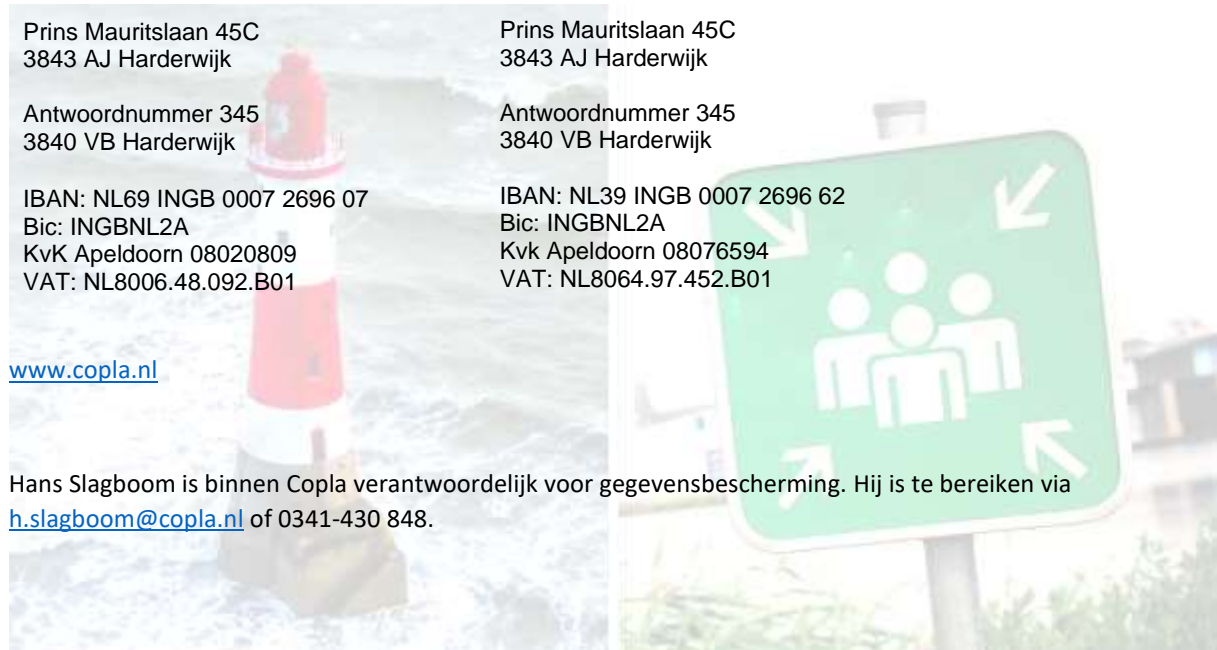 Prins Mauritslaan 45C
3843 AJ Harderwijk
Antwoordnummer 345
3840 VB Harderwijk
IBAN: NL69 INGB 0007 2696 07
Bic: INGBNL2A
KvK Apeldoorn 08020809
VAT: NL8006.48.092.B01
Prins Mauritslaan 45C
3843 AJ Harderwijk
Antwoordnummer 345
3840 VB Harderwijk
IBAN: NL39 INGB 0007 2696 62
Bic: INGBNL2A
Kvk Apeldoorn 08076594
VAT: NL8064.97.452.B01
www.copla.nl
Hans Slagboom is binnen Copla verantwoordelijk voor gegevensbescherming. Hij is te bereiken via
h.slagboom@copla.nl of 0341-430 848.